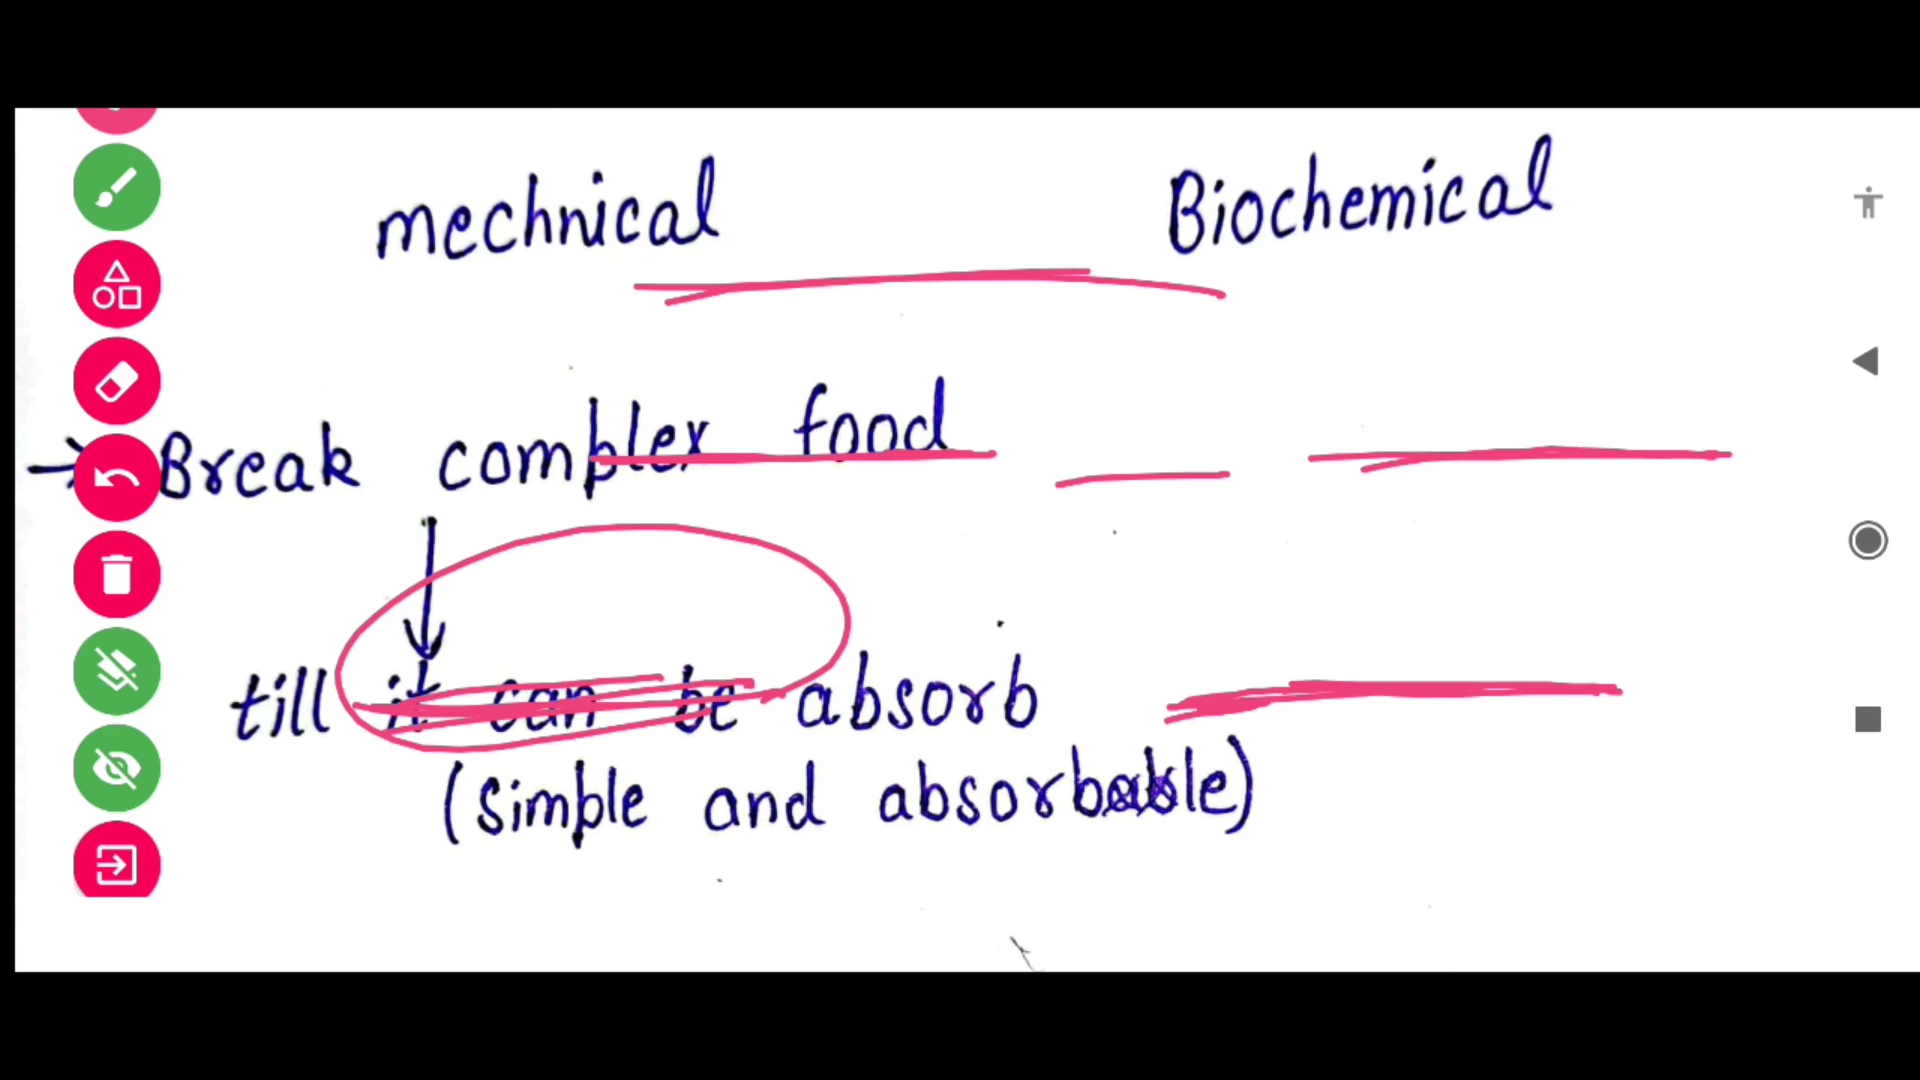 mechnical Biochemical
→ Break complex food
till it can be absorb
(simple and absorbable)